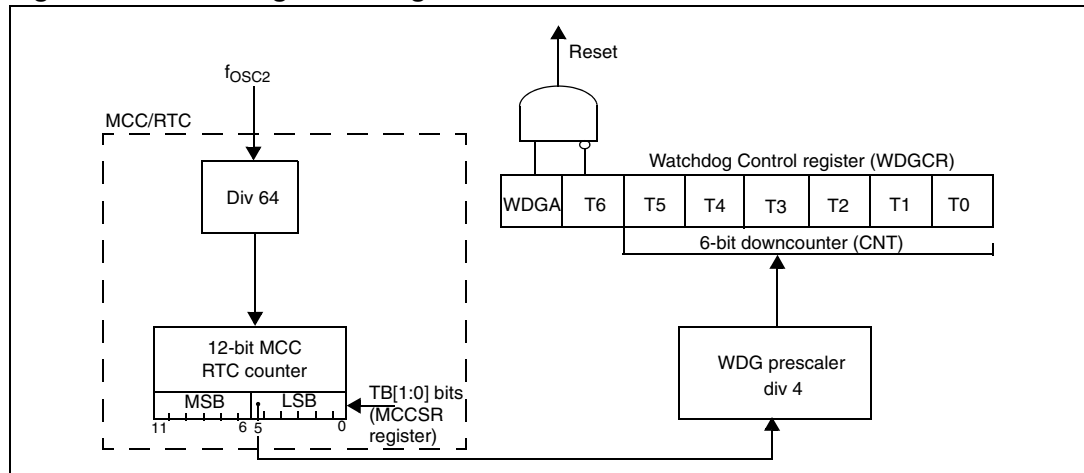 Reset
fOSC2
MCC/RTC
Div 64
Watchdog Control register (WDGCR)
WDGA T6 T5 T4 T3 T2 T1 T0
6-bit downcounter (CNT)
12-bit MCC
RTC counter
MSB LSB
11 6 5 0
TB[1:0] bits
(MCCSR
register)
WDG prescaler
div 4